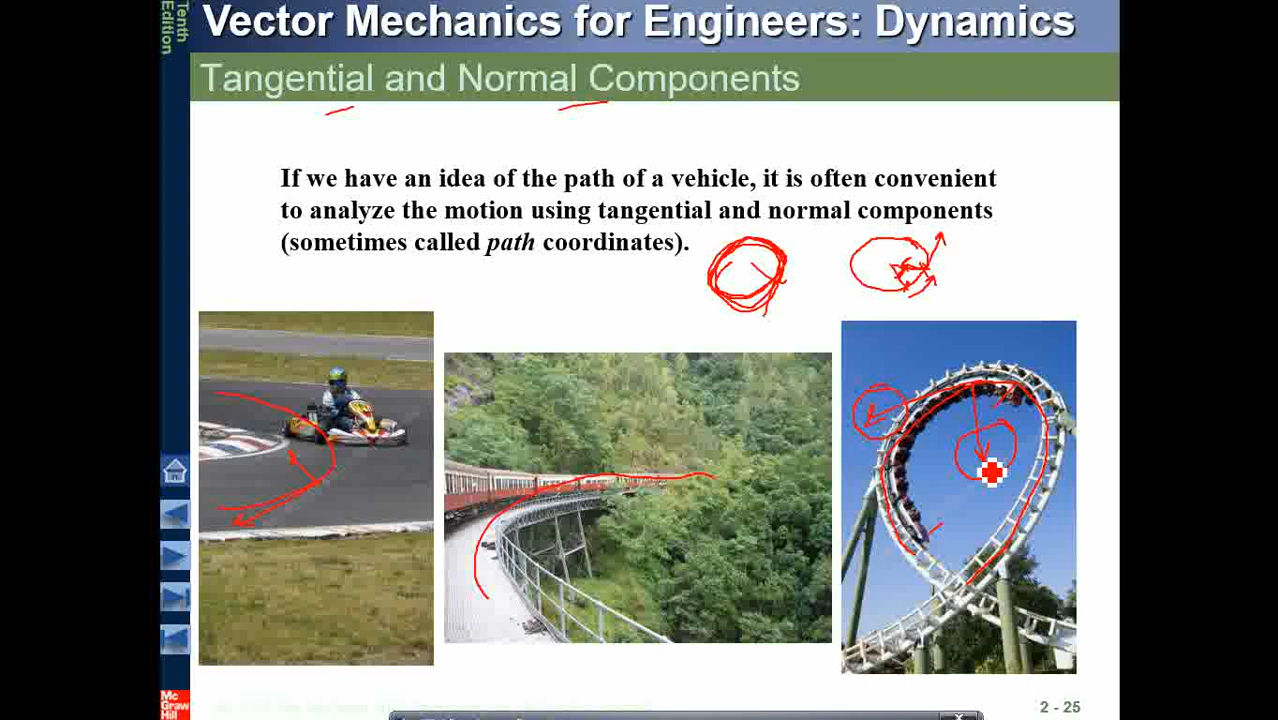 Tenth
Edition
Vector Mechanics for Engineers: Dynamics
Tangential and Normal Components
If we have an idea of the path of a vehicle, it is often convenient
to analyze the motion using tangential and normal components
(sometimes called path coordinates).
Mc
Graw
Hill
2 - 25